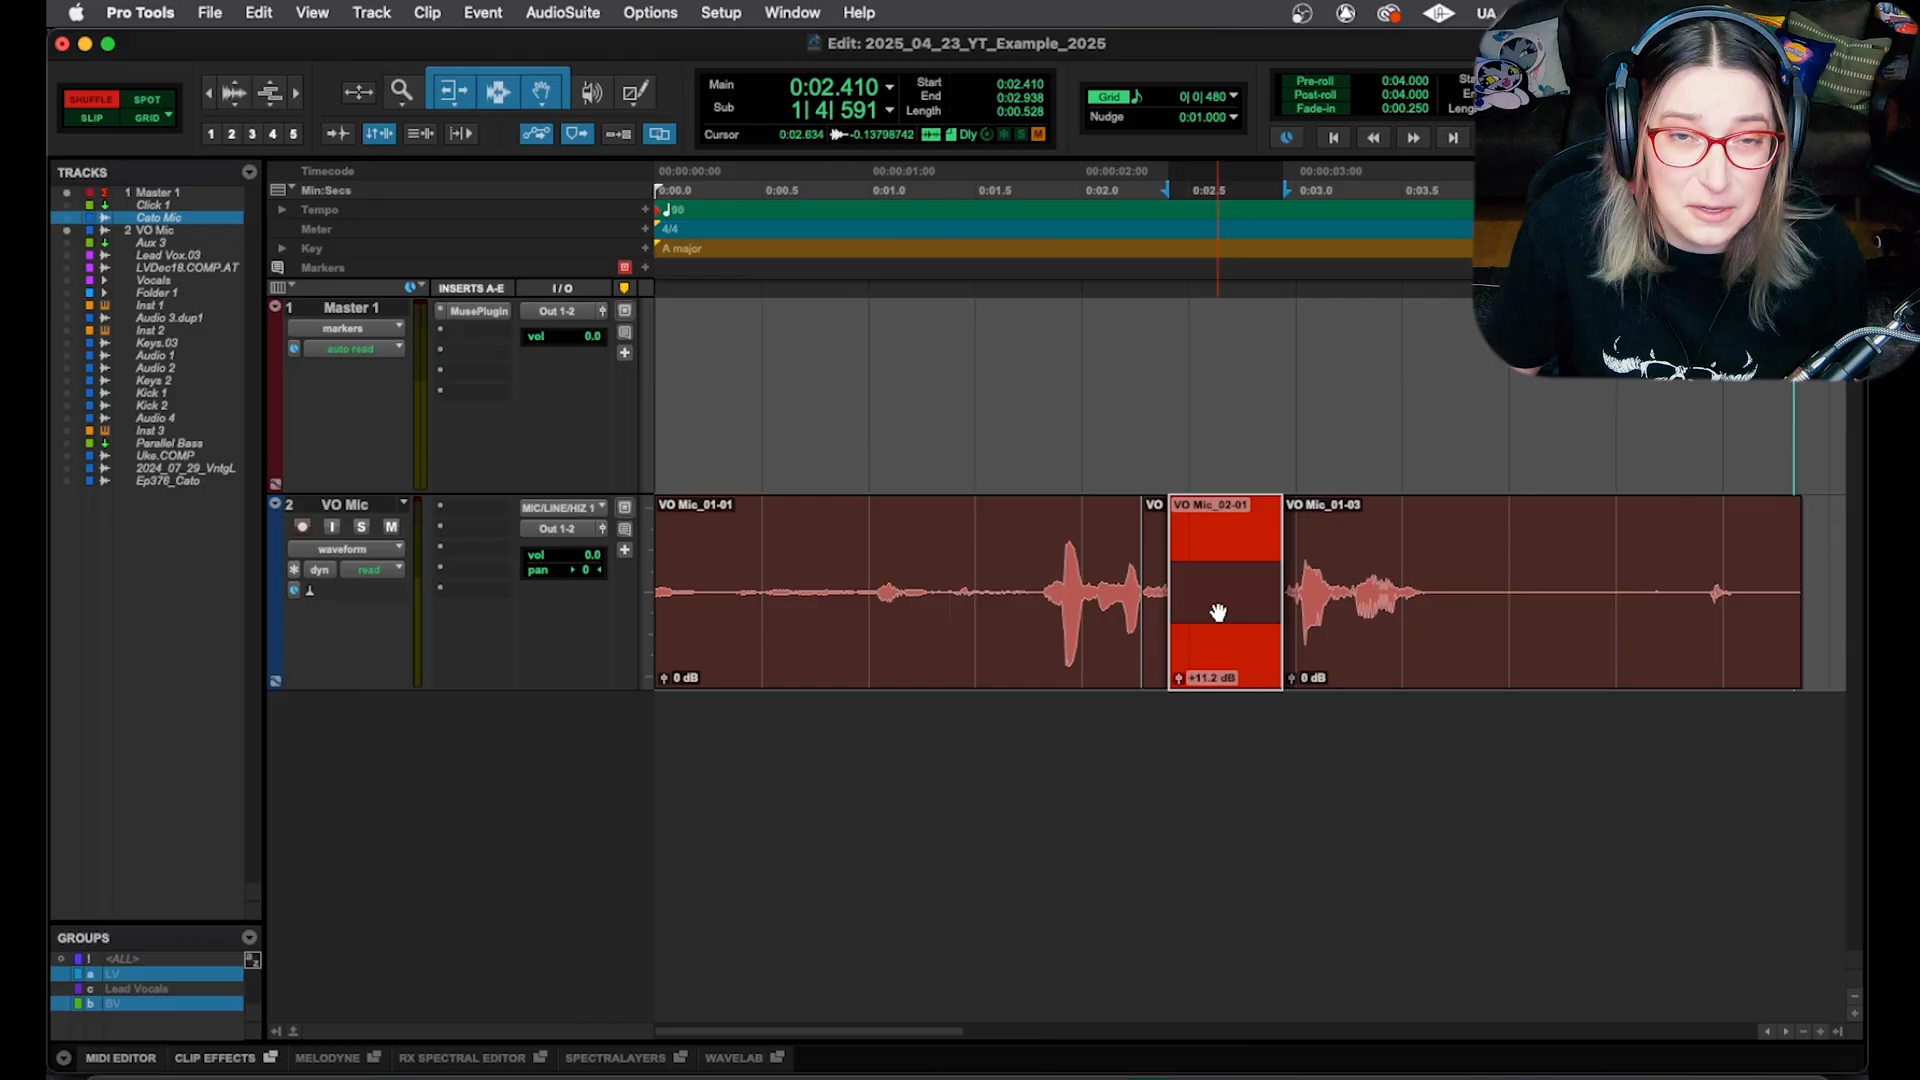 Pro Tools File Edit View Track Clip Event AudioSuite Options Setup Window Help UA
Edit: 2025_04_23_YT_Example_2025
SHUFFLE SPOT
SLIP GRID
1 2 3 4 5
Main 0:02.410
Sub 1| 4| 591
Start 0:02.410
End 0:02.938
Length 0:00.528
Cursor 0:02.634 -0.13798742 Dly S M
Grid 0| 0| 480
Nudge 0:01.000
Pre-roll 0:04.000
Post-roll 0:04.000
Fade-in 0:00.250
TRACKS
1 Master 1
Click 1
Cato Mic
2 VO Mic
Aux 3
Lead Vox.03
LVDec18.COMP.AT
Vocals
Folder 1
Inst 1
Audio 3.dup1
Inst 2
Keys.03
Audio 1
Audio 2
Keys 2
Kick 1
Kick 2
Audio 4
Inst 3
Parallel Bass
Uke.COMP
2024_07_29_VntgL
Ep376_Cato
Timecode 00:00:00:00 00:00:01:00 00:00:02:00 00:00:03:00
Min:Secs 0:00.0 0:00.5 0:01.0 0:01.5 0:02.0 0:02.5 0:03.0 0:03.5
Tempo 90
Meter 4/4
Key A major
Markers
INSERTS A-E I / O
1 Master 1
markers
auto read
MusePlugin
Out 1-2
vol 0.0
2 VO Mic
I S M
waveform
dyn read
MIC/LINE/HIZ 1
Out 1-2
vol 0.0
pan 0
VO Mic_01-01 VO VO Mic_02-01 VO Mic_01-03
0 dB +11.2 dB 0 dB
GROUPS
! <ALL>
a LV
c Lead Vocals
b BV
a z
MIDI EDITOR CLIP EFFECTS MELODYNE RX SPECTRAL EDITOR SPECTRALAYERS WAVELAB